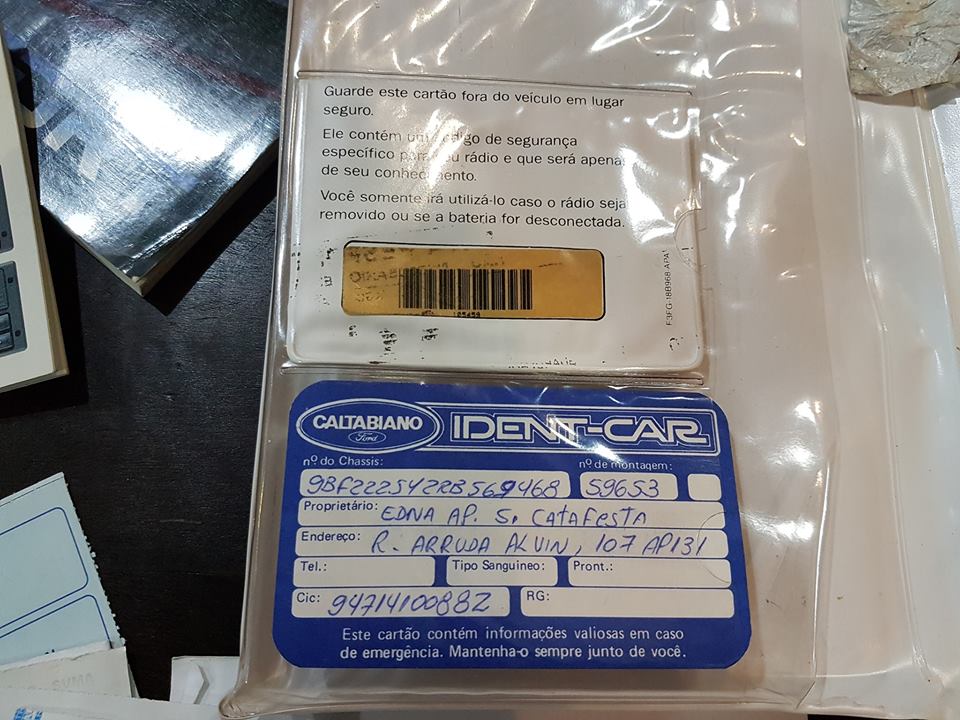 Guarde este cartão fora do veículo em lugar
seguro.
Ele contém um código de segurança
específico para seu rádio e que será apenas
de seu conhecimento.
Você somente irá utilizá-lo caso o rádio seja
removido ou se a bateria for desconectada.
F3FG-18B968-APA
CALTABIANO
Ford
IDENT-CAR
nº do Chassis:
nº de montagem:
9BFZZZ54ZRB569468
59653
Proprietário: EDNA AP. S. CATAFESTA
Endereço: R. ARRUDA ALVIN, 107 AP131
Tel.:
Tipo Sanguineo:
Pront.:
Cic: 94714100882
RG:
Este cartão contém informações valiosas em caso
de emergência. Mantenha-o sempre junto de você.